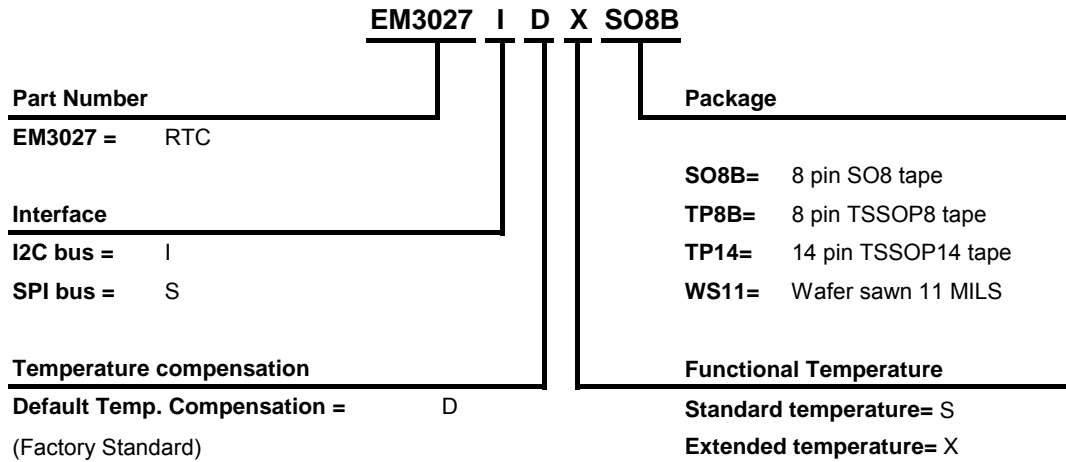 EM3027 I D X SO8B
Part Number
EM3027 = RTC
Interface
I2C bus = I
SPI bus = S
Temperature compensation
Default Temp. Compensation = D
(Factory Standard)
Package
SO8B= 8 pin SO8 tape
TP8B= 8 pin TSSOP8 tape
TP14= 14 pin TSSOP14 tape
WS11= Wafer sawn 11 MILS
Functional Temperature
Standard temperature= S
Extended temperature= X